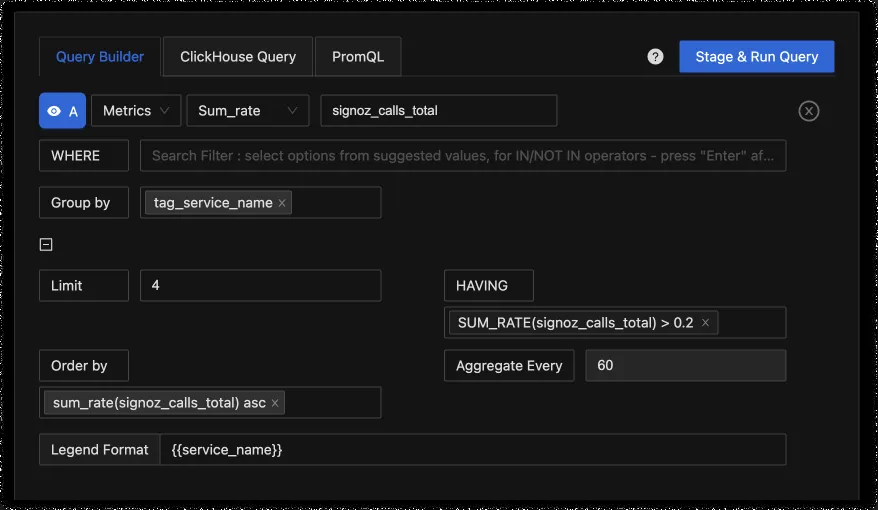 Query Builder ClickHouse Query PromQL ? Stage & Run Query
A Metrics Sum_rate signoz_calls_total
WHERE Search Filter : select options from suggested values, for IN/NOT IN operators - press "Enter" af...
Group by tag_service_name
Limit 4 HAVING
SUM_RATE(signoz_calls_total) > 0.2
Order by Aggregate Every 60
sum_rate(signoz_calls_total) asc
Legend Format {{service_name}}